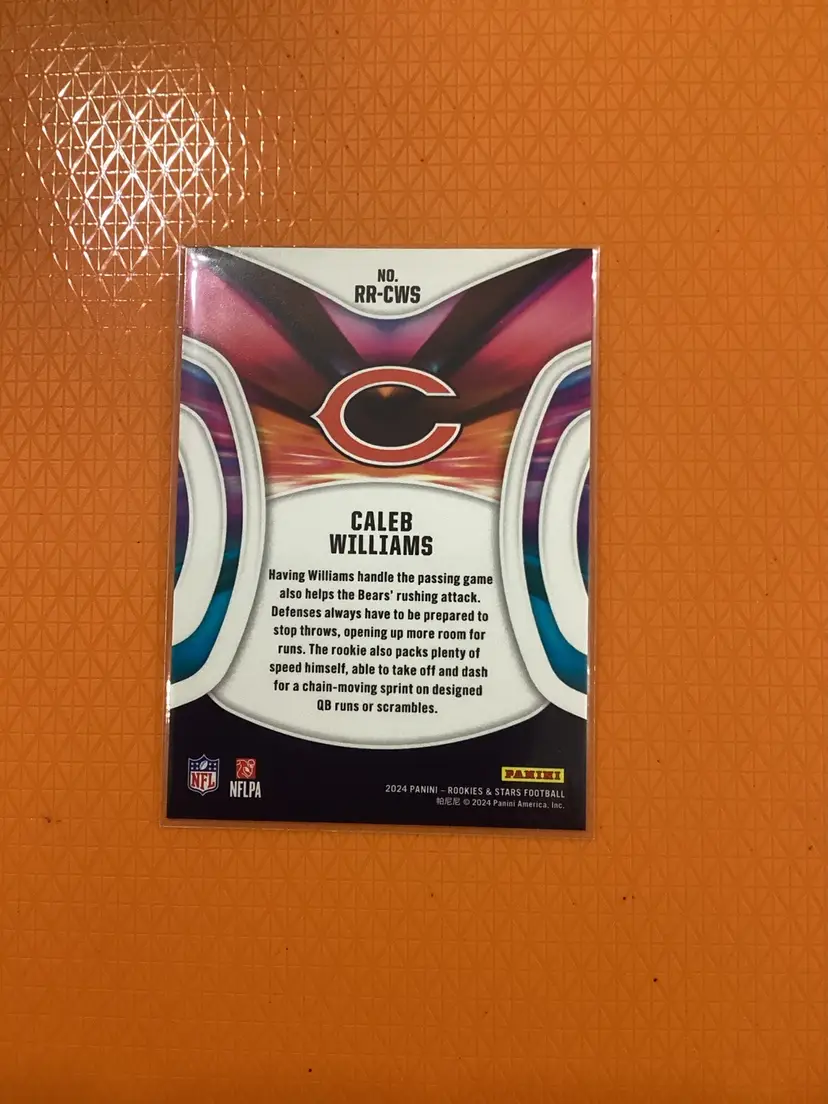 NO.
RR-CWS
CALEB
WILLIAMS
Having Williams handle the passing game
also helps the Bears' rushing attack.
Defenses always have to be prepared to
stop throws, opening up more room for
runs. The rookie also packs plenty of
speed himself, able to take off and dash
for a chain-moving sprint on designed
QB runs or scrambles.
NFL
NFLPA
PANINI
2024 PANINI – ROOKIES & STARS FOOTBALL
帕尼尼 © 2024 Panini America, Inc.